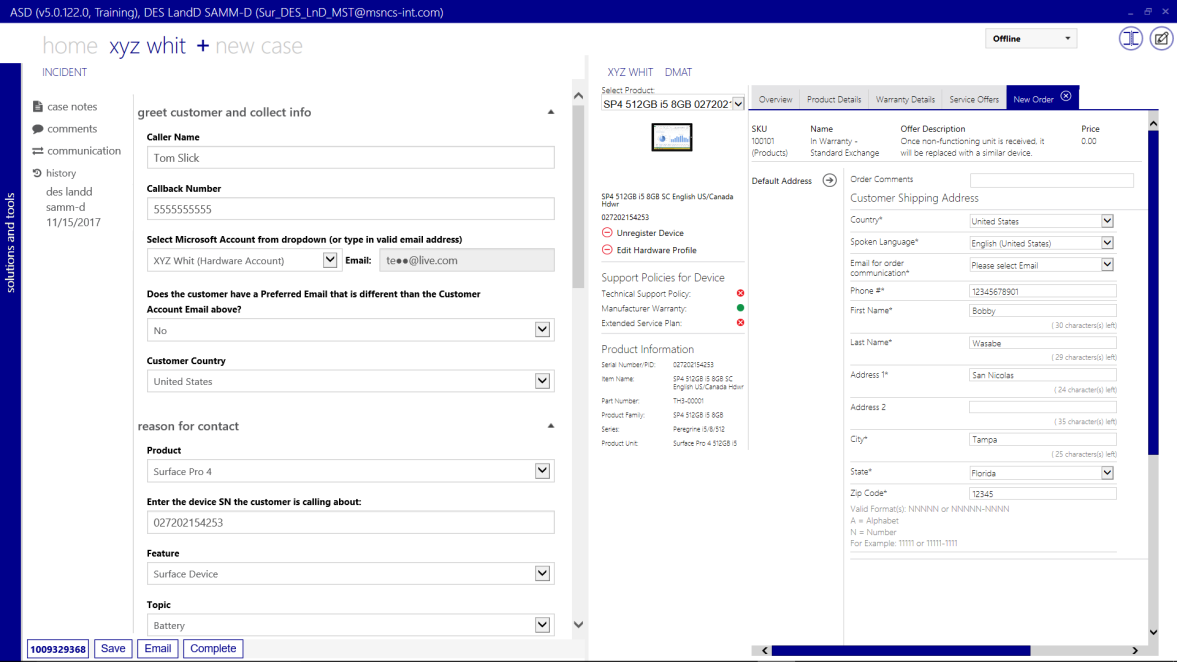 ASD (v5.0.122.0, Training), DES LandD SAMM-D (Sur_DES_LnD_MST@msncs-int.com)
home xyz whit + new case
Offline
INCIDENT
solutions and tools
case notes
comments
communication
history
des landd
samm-d
11/15/2017
greet customer and collect info
Caller Name
Tom Slick
Callback Number
5555555555
Select Microsoft Account from dropdown (or type in valid email address)
XYZ Whit (Hardware Account) Email: te●●@live.com
Does the customer have a Preferred Email that is different than the Customer
Account Email above?
No
Customer Country
United States
reason for contact
Product
Surface Pro 4
Enter the device SN the customer is calling about:
027202154253
Feature
Surface Device
Topic
Battery
1009329368 Save Email Complete
XYZ WHIT DMAT
Select Product:
SP4 512GB i5 8GB 027202
SP4 512GB i5 8GB SC English US/Canada
Hdwr
027202154253
Unregister Device
Edit Hardware Profile
Support Policies for Device
Technical Support Policy:
Manufacturer Warranty:
Extended Service Plan:
Product Information
Serial Number/PID: 027202154253
Item Name: SP4 512GB i5 8GB SC
English US/Canada Hdwr
Part Number: TH3-00001
Product Family: SP4 512GB i5 8GB
Series: Peregrine i5/8/512
Product Unit: Surface Pro 4 512GB i5
Overview Product Details Warranty Details Service Offers New Order
SKU Name Offer Description Price
100101 In Warranty - Once non-functioning unit is received, it 0.00
(Products) Standard Exchange will be replaced with a similar device.
Default Address
Order Comments
Customer Shipping Address
Country* United States
Spoken Language* English (United States)
Email for order
communication* Please select Email
Phone #* 12345678901
First Name* Bobby
( 30 characters(s) left)
Last Name* Wasabe
( 29 character(s) left)
Address 1* San Nicolas
( 24 character(s) left)
Address 2
( 35 character(s) left)
City* Tampa
( 25 character(s) left)
State* Florida
Zip Code* 12345
Valid Format(s): NNNNN or NNNNN-NNNN
A = Alphabet
N = Number
For Example: 11111 or 11111-1111